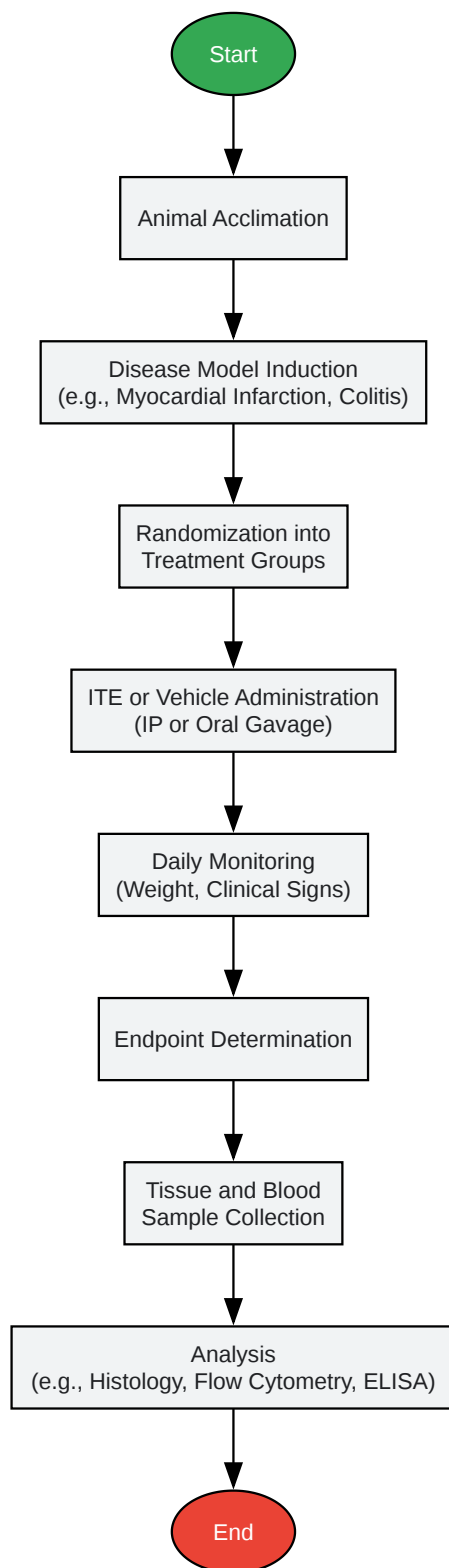 Start
Animal Acclimation
Disease Model Induction
(e.g., Myocardial Infarction, Colitis)
Randomization into
Treatment Groups
ITE or Vehicle Administration
(IP or Oral Gavage)
Daily Monitoring
(Weight, Clinical Signs)
Endpoint Determination
Tissue and Blood
Sample Collection
Analysis
(e.g., Histology, Flow Cytometry, ELISA)
End